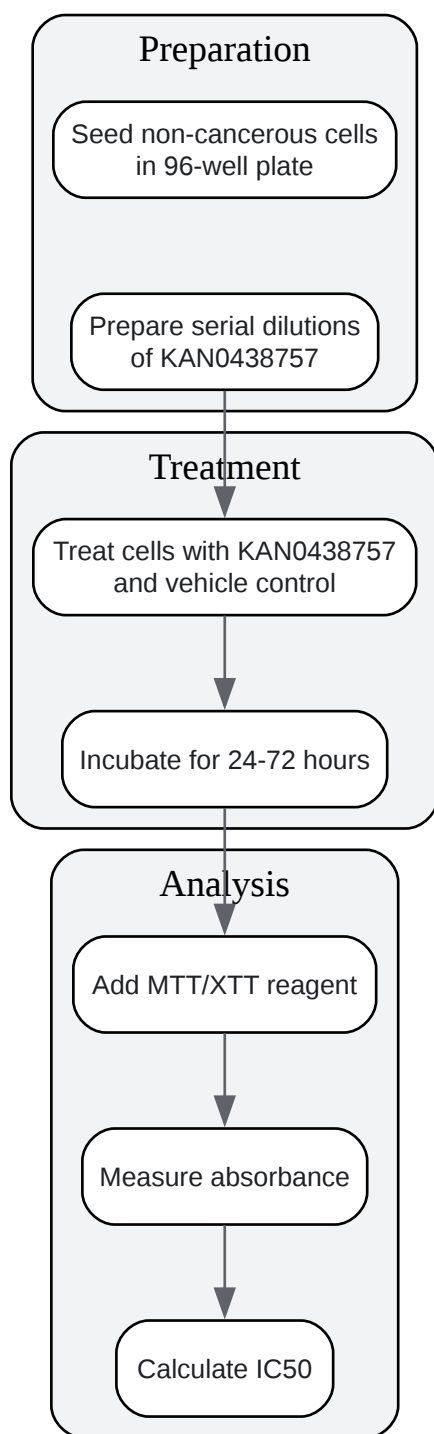 Preparation
Seed non-cancerous cells
in 96-well plate
Prepare serial dilutions
of KAN0438757
Treatment
Treat cells with KAN0438757
and vehicle control
Incubate for 24-72 hours
Analysis
Add MTT/XTT reagent
Measure absorbance
Calculate IC50